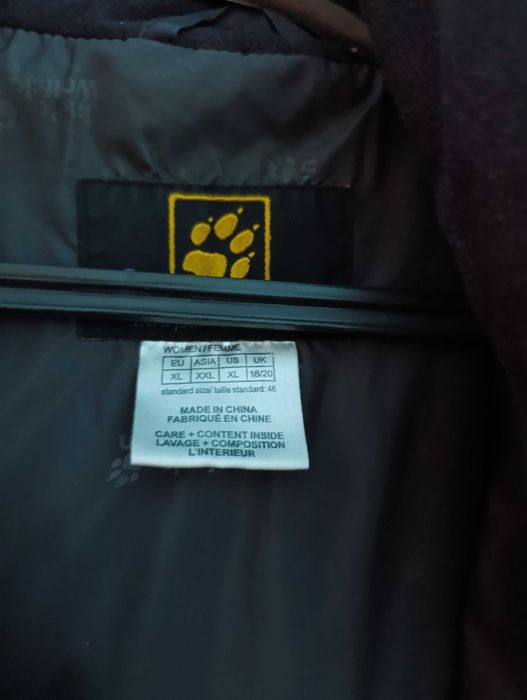 WOMEN/FEMME
EU ASIA US UK
XL XXL XL 18/20
standard size/ taille standard: 46
MADE IN CHINA
FABRIQUÉ EN CHINE
CARE + CONTENT INSIDE
LAVAGE + COMPOSITION
L'INTERIEUR